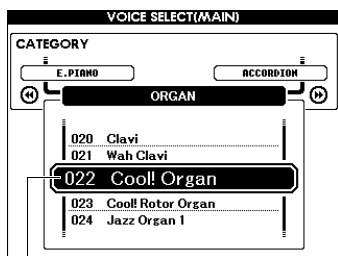 VOICE SELECT(MAIN)
CATEGORY
E.PIANO
ACCORDION
ORGAN
020 Clavi
021 Wah Clavi
022 Cool! Organ
023 Cool! Rotor Organ
024 Jazz Organ 1